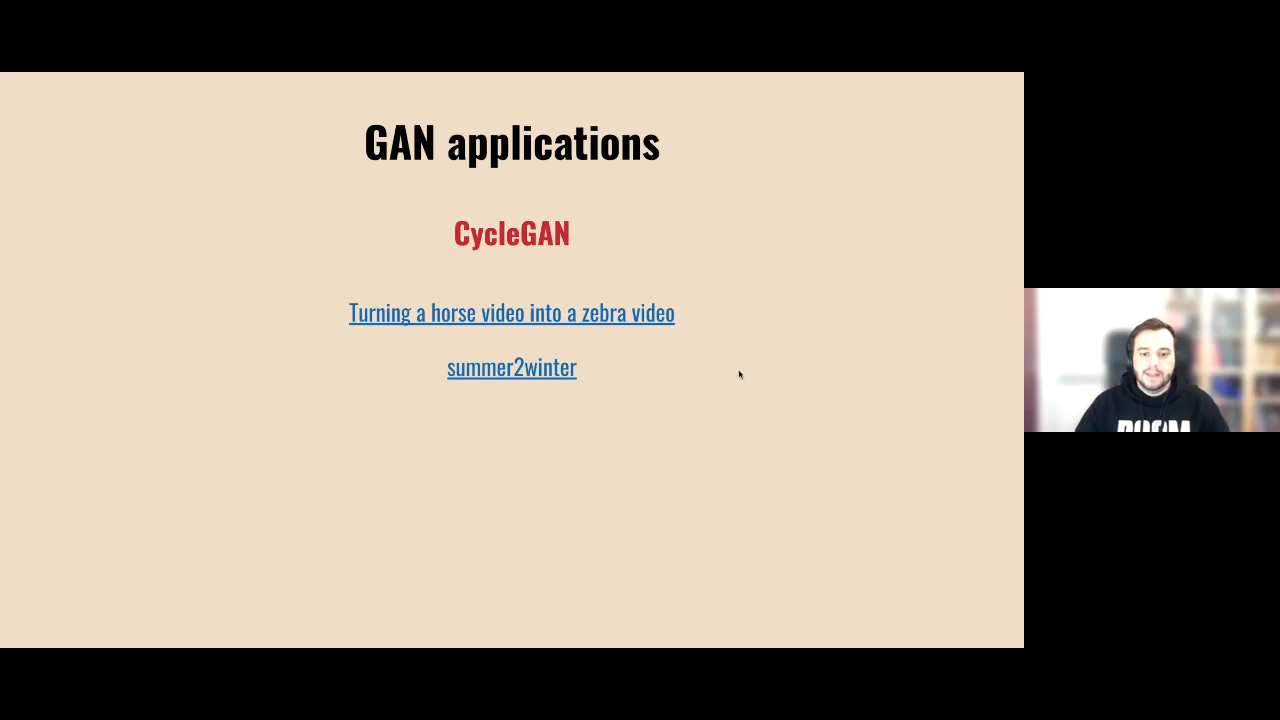 GAN applications
CycleGAN
Turning a horse video into a zebra video
summer2winter